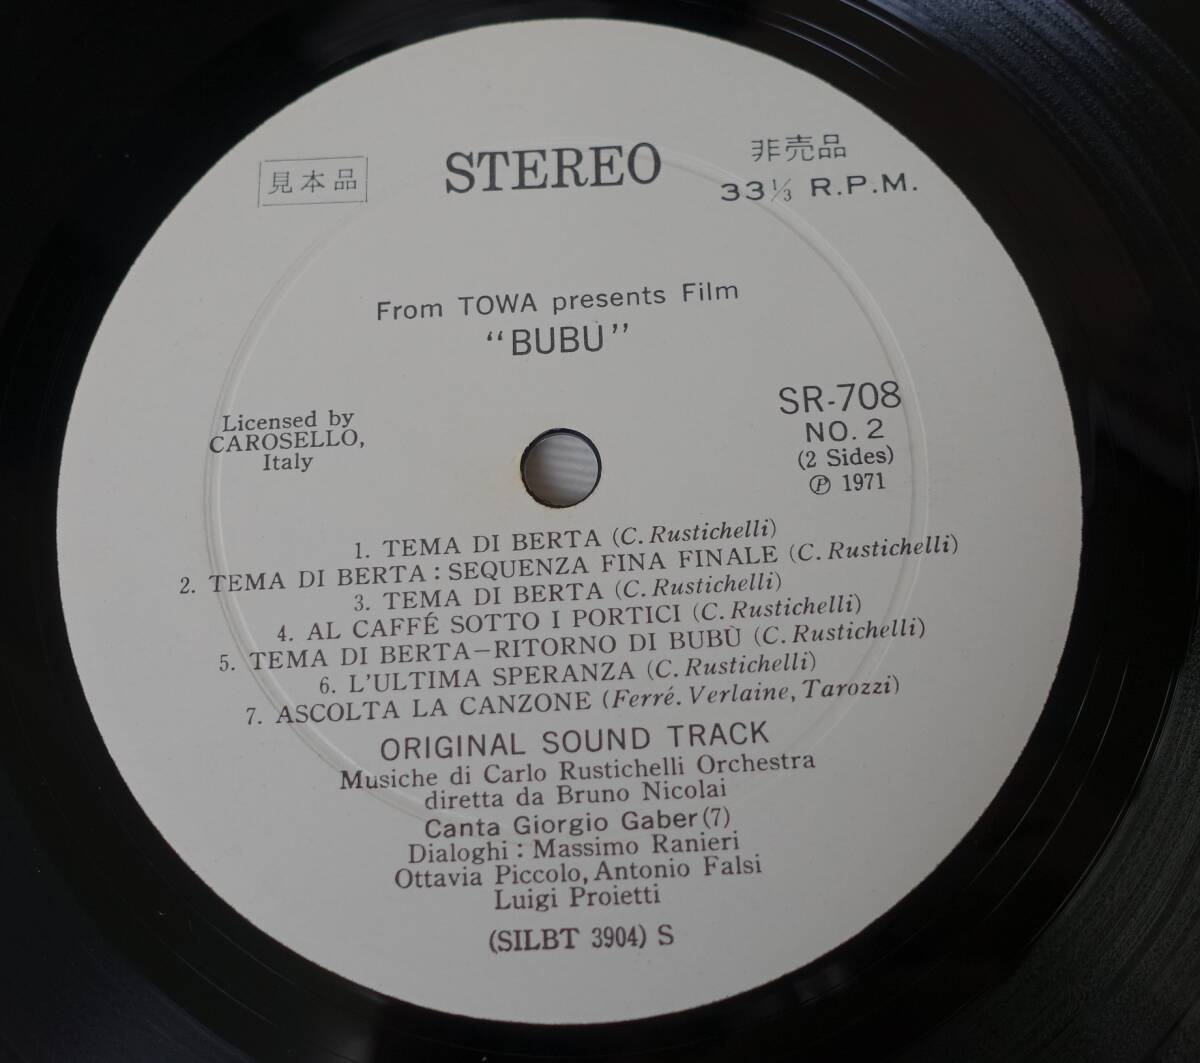 見本品
STEREO
非売品
33⅓ R.P.M.
From TOWA presents Film
“BUBÙ”
Licensed by
CAROSELLO,
Italy
SR-708
NO. 2
(2 Sides)
Ⓟ 1971
1. TEMA DI BERTA (C. Rustichelli)
2. TEMA DI BERTA : SEQUENZA FINA FINALE (C. Rustichelli)
3. TEMA DI BERTA (C. Rustichelli)
4. AL CAFFÉ SOTTO I PORTICI (C. Rustichelli)
5. TEMA DI BERTA—RITORNO DI BUBÙ (C. Rustichelli)
6. L'ULTIMA SPERANZA (C. Rustichelli)
7. ASCOLTA LA CANZONE (Ferré. Verlaine, Tarozzi)
ORIGINAL SOUND TRACK
Musiche di Carlo Rustichelli Orchestra
diretta da Bruno Nicolai
Canta Giorgio Gaber(7)
Dialoghi : Massimo Ranieri
Ottavia Piccolo, Antonio Falsi
Luigi Proietti
(SILBT 3904) S